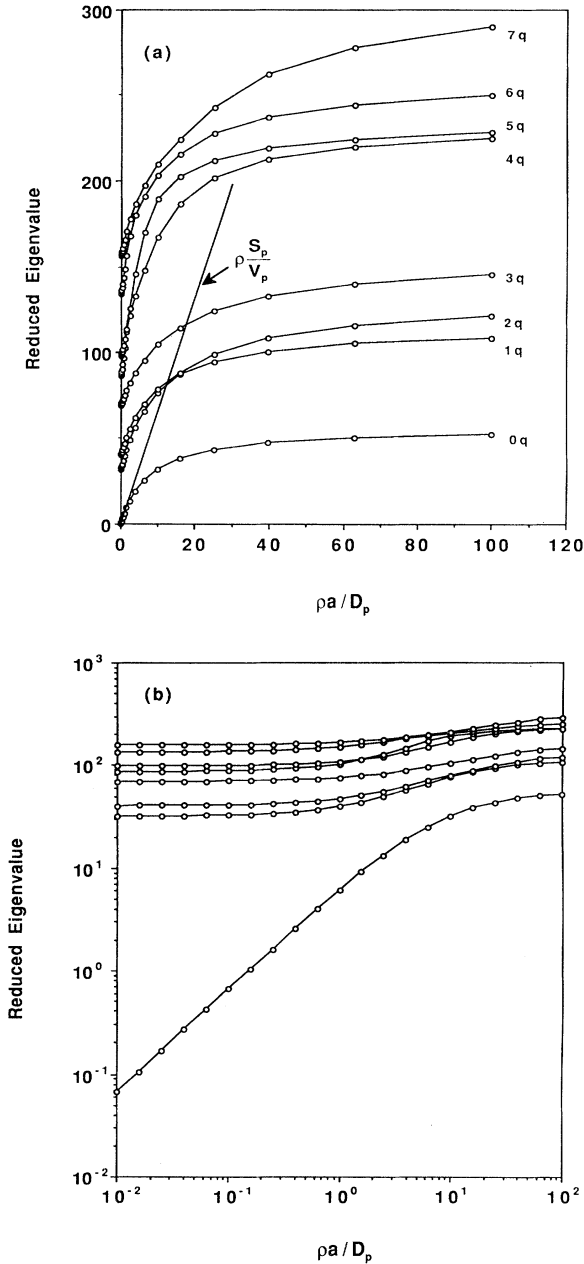 (a)
300
200
100
0
Reduced Eigenvalue
7 q
6 q
5 q
4 q
3 q
2 q
1 q
0 q
ρ S_p / V_p
0 20 40 60 80 100 120
ρa / D_p
(b)
10^3
10^2
10^1
10^0
10^-1
10^-2
Reduced Eigenvalue
10^-2 10^-1 10^0 10^1 10^2
ρa / D_p